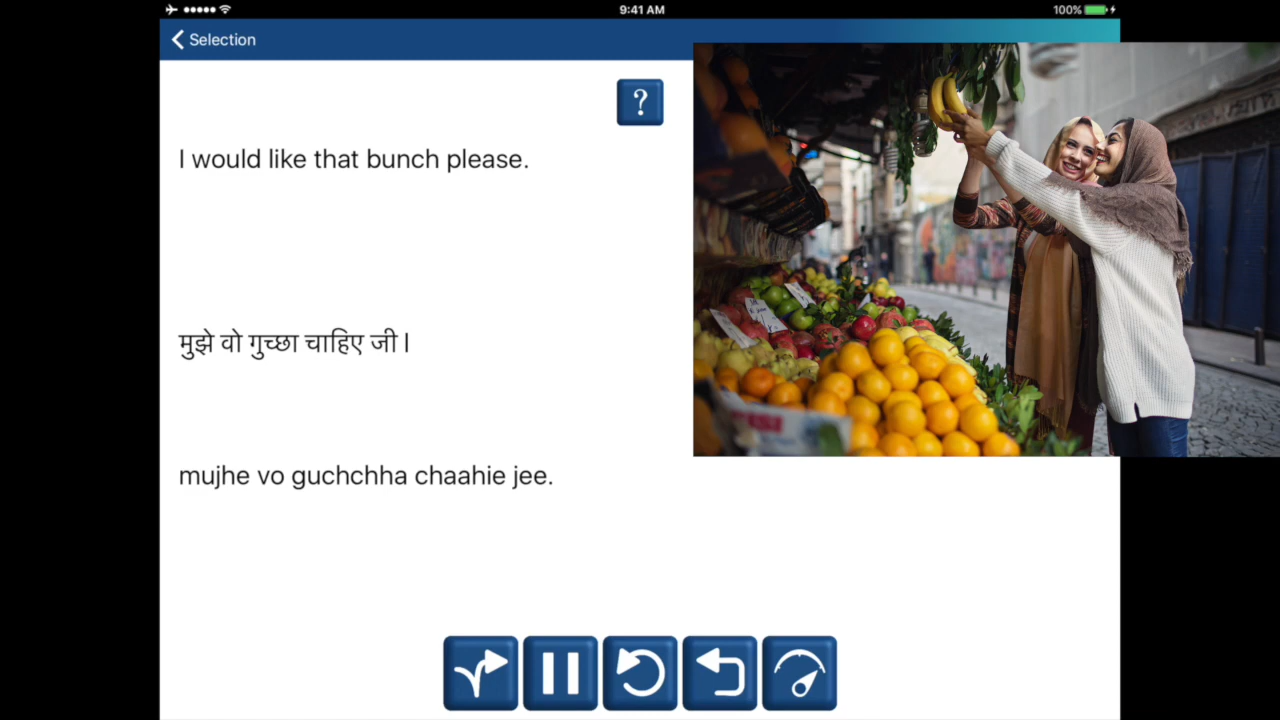 9:41 AM
100%
Selection
?
I would like that bunch please.
मुझे वो गुच्छा चाहिए जी I
mujhe vo guchchha chaahie jee.